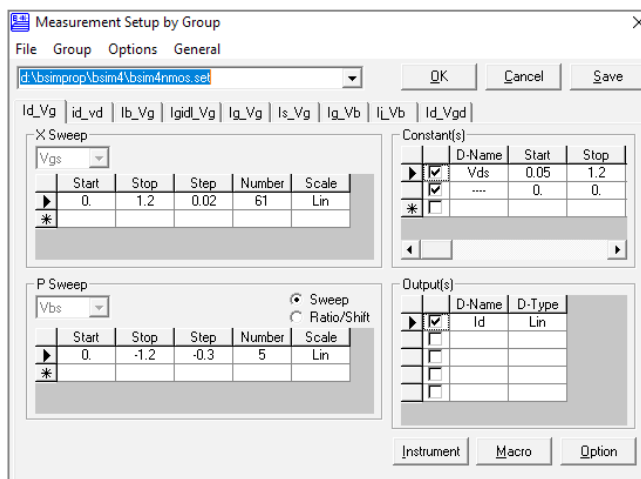 Measurement Setup by Group
File Group Options General
d:\bsimprop\bsim4\bsim4nmos.set
OK Cancel Save
Id_Vg id_vd Ib_Vg Igidl_Vg Ig_Vg Is_Vg Ig_Vb Ij_Vb Id_Vgd
X Sweep
Vgs
Start Stop Step Number Scale
0. 1.2 0.02 61 Lin
Constant(s)
D-Name Start Stop
Vds 0.05 1.2
---- 0. 0.
P Sweep
Vbs
Sweep
Ratio/Shift
Start Stop Step Number Scale
0. -1.2 -0.3 5 Lin
Output(s)
D-Name D-Type
Id Lin
Instrument Macro Option